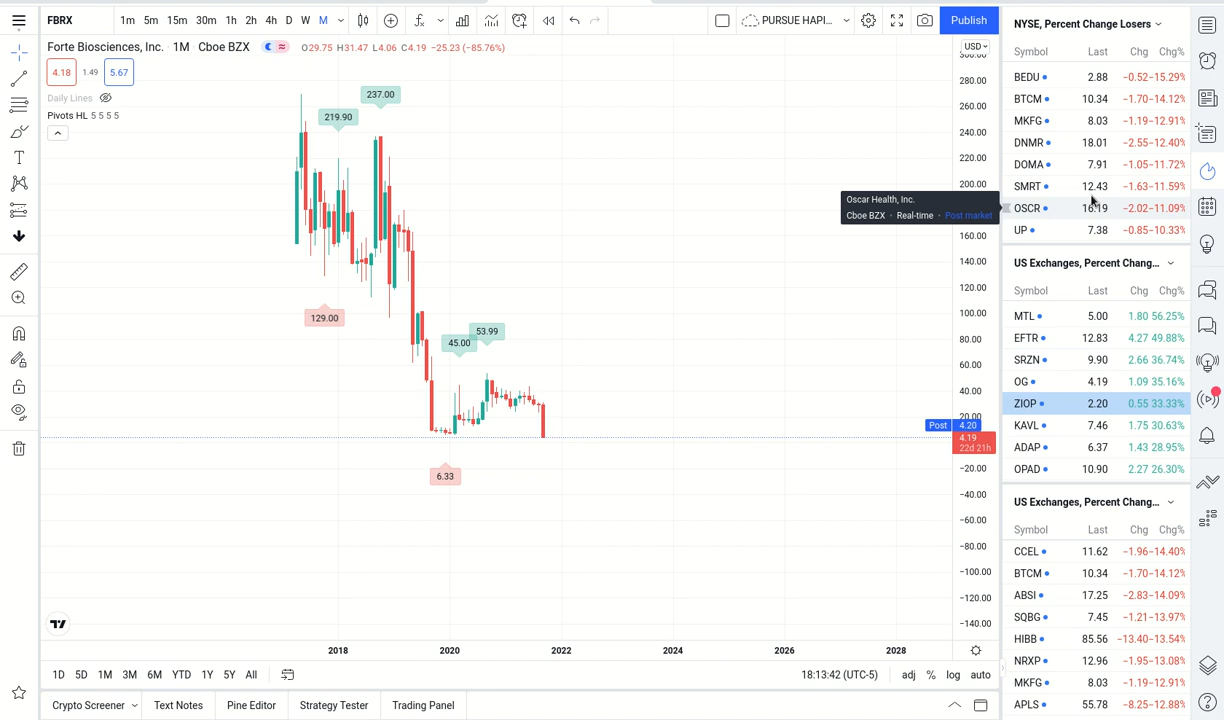 FBRX 1m 5m 15m 30m 1h 2h 4h D W M PURSUE HAPI... Publish
Forte Biosciences, Inc. · 1M · Cboe BZX O29.75 H31.47 L4.06 C4.19 −25.23 (−85.76%)
4.18 1.49 5.67
Daily Lines
Pivots HL 5 5 5 5
USD
300.00
280.00
260.00
240.00
220.00
200.00
160.00
140.00
120.00
100.00
80.00
60.00
40.00
20.00
Post 4.20
4.19
22d 21h
−20.00
−40.00
−60.00
−80.00
−100.00
−120.00
−140.00
237.00
219.90
129.00
53.99
45.00
6.33
Oscar Health, Inc.
Cboe BZX · Real-time · Post market
2018 2020 2022 2024 2026 2028
1D 5D 1M 3M 6M YTD 1Y 5Y All 18:13:42 (UTC-5) adj % log auto
Crypto Screener Text Notes Pine Editor Strategy Tester Trading Panel
NYSE, Percent Change Losers
Symbol Last Chg Chg%
BEDU 2.88 −0.52 −15.29%
BTCM 10.34 −1.70 −14.12%
MKFG 8.03 −1.19 −12.91%
DNMR 18.01 −2.55 −12.40%
DOMA 7.91 −1.05 −11.72%
SMRT 12.43 −1.63 −11.59%
OSCR 16.19 −2.02 −11.09%
UP 7.38 −0.85 −10.33%
US Exchanges, Percent Chang...
Symbol Last Chg Chg%
MTL 5.00 1.80 56.25%
EFTR 12.83 4.27 49.88%
SRZN 9.90 2.66 36.74%
OG 4.19 1.09 35.16%
ZIOP 2.20 0.55 33.33%
KAVL 7.46 1.75 30.63%
ADAP 6.37 1.43 28.95%
OPAD 10.90 2.27 26.30%
US Exchanges, Percent Chang...
Symbol Last Chg Chg%
CCEL 11.62 −1.96 −14.40%
BTCM 10.34 −1.70 −14.12%
ABSI 17.25 −2.83 −14.09%
SQBG 7.45 −1.21 −13.97%
HIBB 85.56 −13.40 −13.54%
NRXP 12.96 −1.95 −13.08%
MKFG 8.03 −1.19 −12.91%
APLS 55.78 −8.25 −12.88%